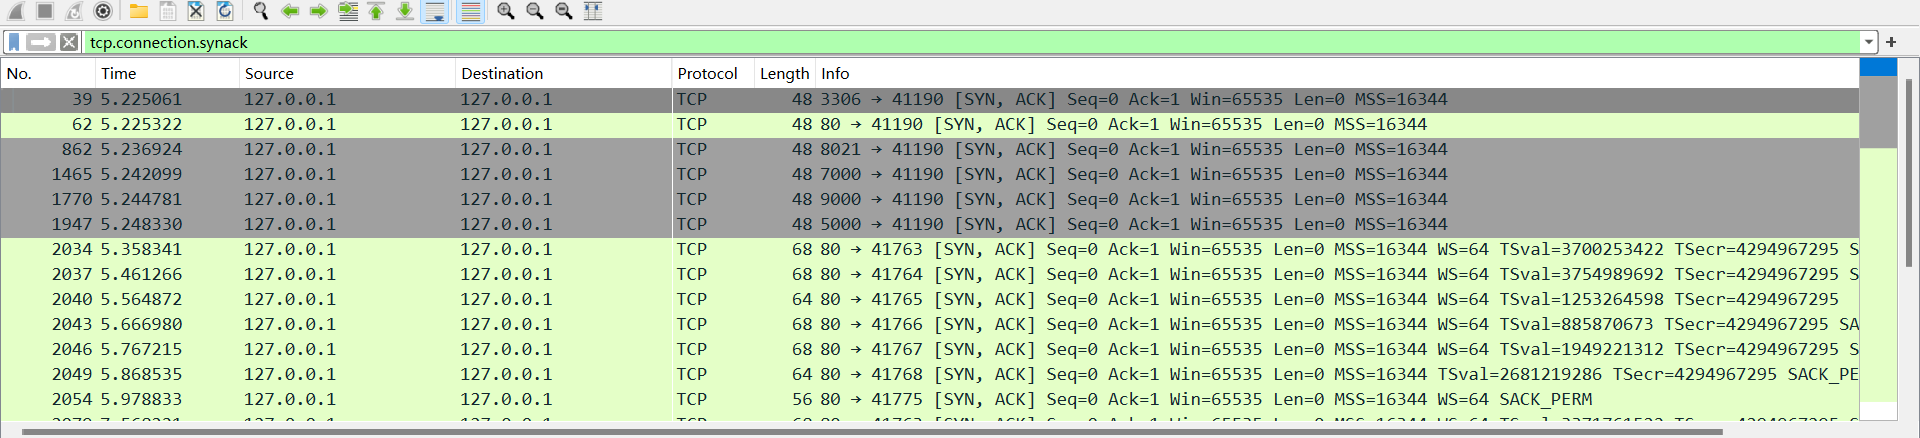 tcp.connection.synack
No. Time Source Destination Protocol Length Info
39 5.225061 127.0.0.1 127.0.0.1 TCP 48 3306 → 41190 [SYN, ACK] Seq=0 Ack=1 Win=65535 Len=0 MSS=16344
62 5.225322 127.0.0.1 127.0.0.1 TCP 48 80 → 41190 [SYN, ACK] Seq=0 Ack=1 Win=65535 Len=0 MSS=16344
862 5.236924 127.0.0.1 127.0.0.1 TCP 48 8021 → 41190 [SYN, ACK] Seq=0 Ack=1 Win=65535 Len=0 MSS=16344
1465 5.242099 127.0.0.1 127.0.0.1 TCP 48 7000 → 41190 [SYN, ACK] Seq=0 Ack=1 Win=65535 Len=0 MSS=16344
1770 5.244781 127.0.0.1 127.0.0.1 TCP 48 9000 → 41190 [SYN, ACK] Seq=0 Ack=1 Win=65535 Len=0 MSS=16344
1947 5.248330 127.0.0.1 127.0.0.1 TCP 48 5000 → 41190 [SYN, ACK] Seq=0 Ack=1 Win=65535 Len=0 MSS=16344
2034 5.358341 127.0.0.1 127.0.0.1 TCP 68 80 → 41763 [SYN, ACK] Seq=0 Ack=1 Win=65535 Len=0 MSS=16344 WS=64 TSval=3700253422 TSecr=4294967295 S
2037 5.461266 127.0.0.1 127.0.0.1 TCP 68 80 → 41764 [SYN, ACK] Seq=0 Ack=1 Win=65535 Len=0 MSS=16344 WS=64 TSval=3754989692 TSecr=4294967295 S
2040 5.564872 127.0.0.1 127.0.0.1 TCP 64 80 → 41765 [SYN, ACK] Seq=0 Ack=1 Win=65535 Len=0 MSS=16344 WS=64 TSval=1253264598 TSecr=4294967295
2043 5.666980 127.0.0.1 127.0.0.1 TCP 68 80 → 41766 [SYN, ACK] Seq=0 Ack=1 Win=65535 Len=0 MSS=16344 WS=64 TSval=885870673 TSecr=4294967295 SA
2046 5.767215 127.0.0.1 127.0.0.1 TCP 68 80 → 41767 [SYN, ACK] Seq=0 Ack=1 Win=65535 Len=0 MSS=16344 WS=64 TSval=1949221312 TSecr=4294967295 S
2049 5.868535 127.0.0.1 127.0.0.1 TCP 64 80 → 41768 [SYN, ACK] Seq=0 Ack=1 Win=65535 Len=0 MSS=16344 TSval=2681219286 TSecr=4294967295 SACK_PE
2054 5.978833 127.0.0.1 127.0.0.1 TCP 56 80 → 41775 [SYN, ACK] Seq=0 Ack=1 Win=65535 Len=0 MSS=16344 WS=64 SACK_PERM